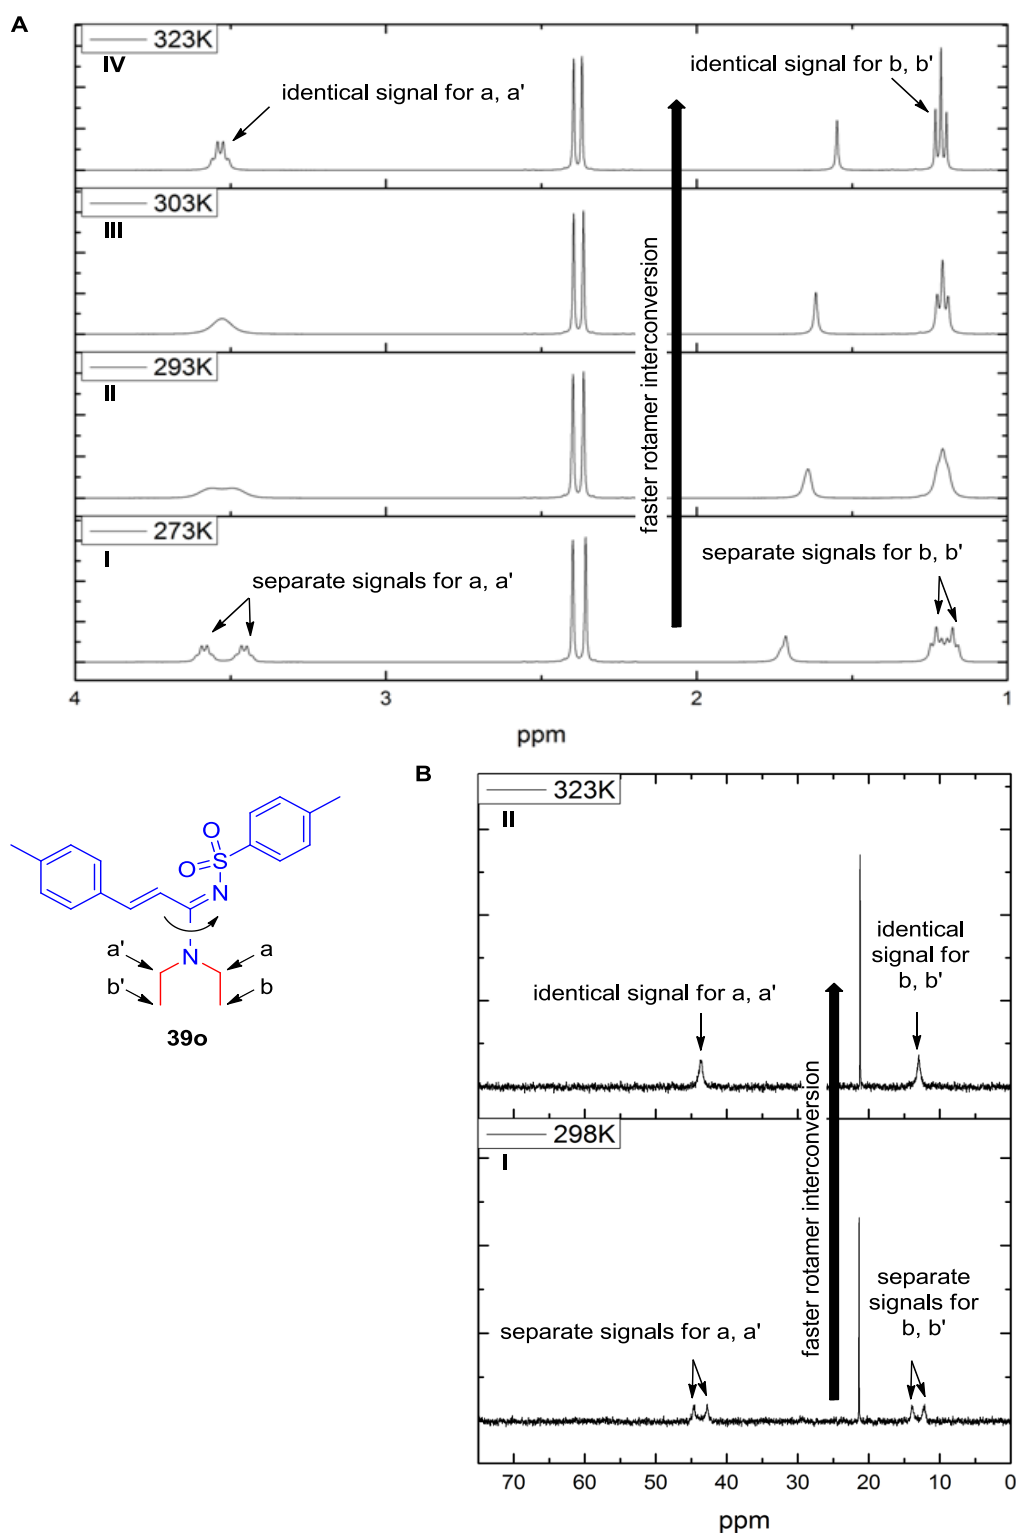 A
323K
IV
identical signal for a, a'
identical signal for b, b'
303K
III
293K
II
273K
I
separate signals for a, a'
separate signals for b, b'
faster rotamer interconversion
4
3
2
1
ppm
O
O
S
N
N
a'
a
b'
b
39o
B
323K
II
identical
signal for
b, b'
identical signal for a, a'
298K
I
separate
signals for
b, b'
separate signals for a, a'
faster rotamer interconversion
70
60
50
40
30
20
10
0
ppm